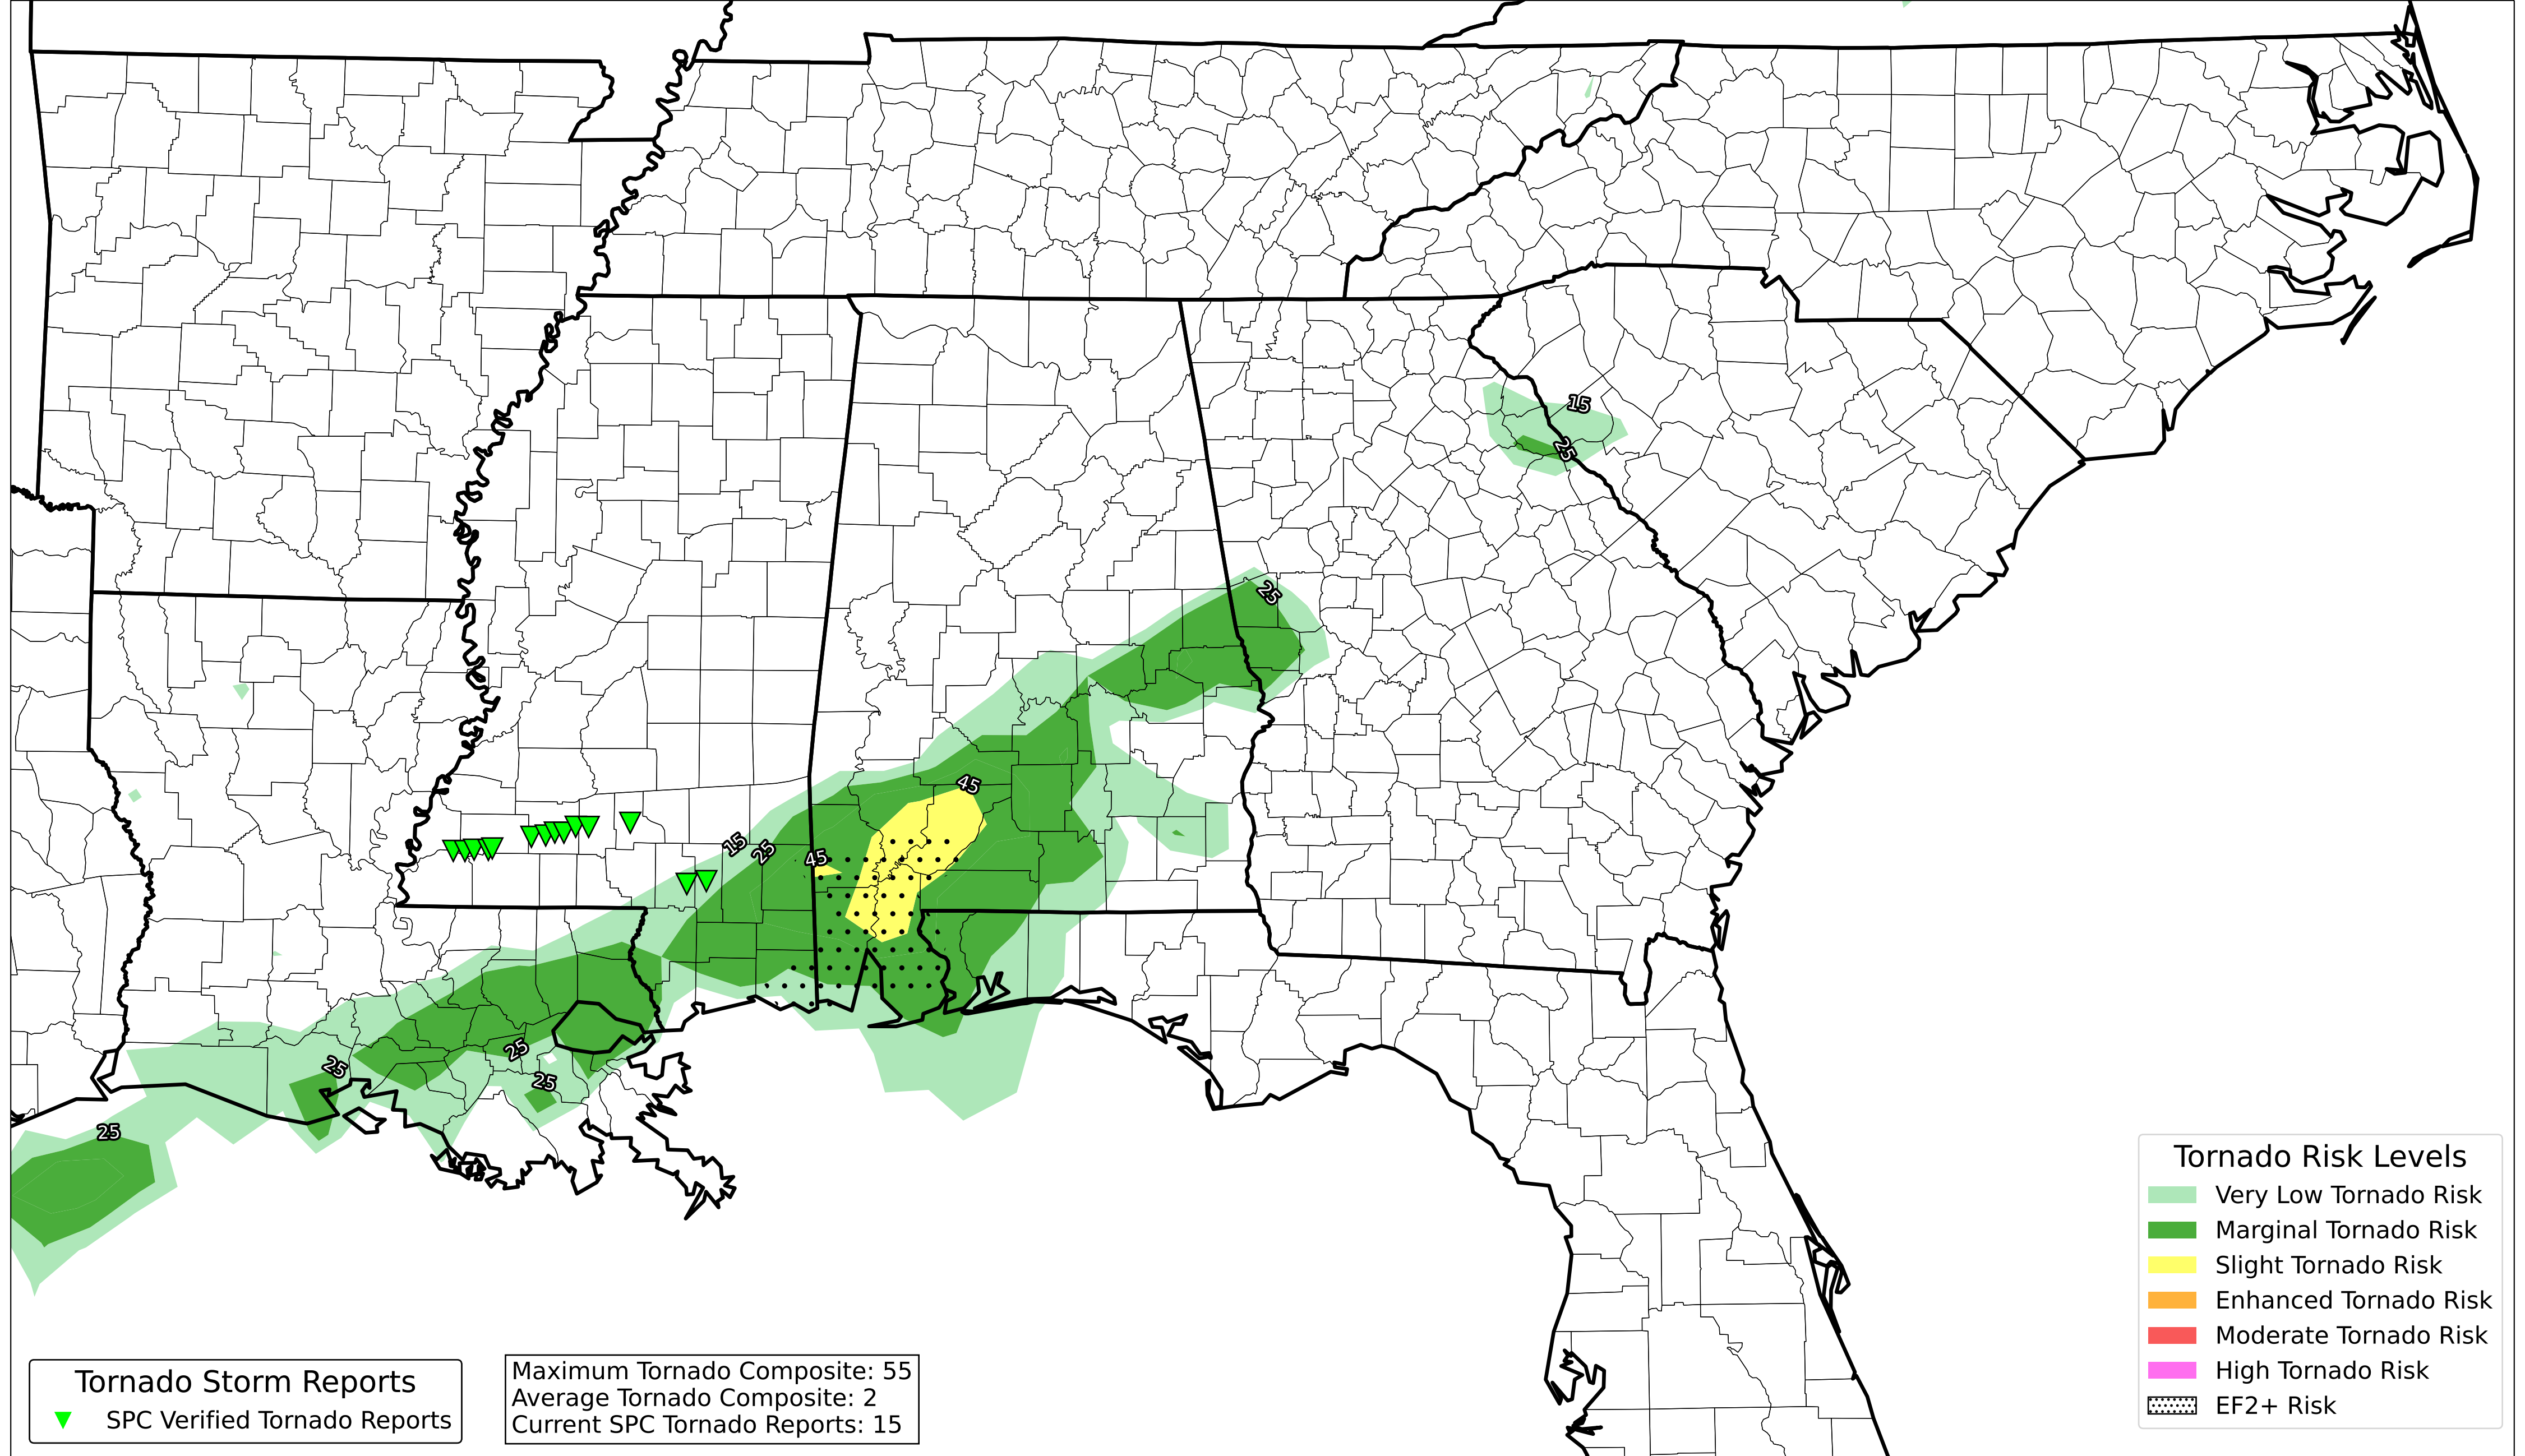 15
25
25
45
15
25
45
25
25
25
25
Tornado Risk Levels
Very Low Tornado Risk
Marginal Tornado Risk
Slight Tornado Risk
Enhanced Tornado Risk
Moderate Tornado Risk
High Tornado Risk
EF2+ Risk
Tornado Storm Reports
SPC Verified Tornado Reports
Maximum Tornado Composite: 55
Average Tornado Composite: 2
Current SPC Tornado Reports: 15